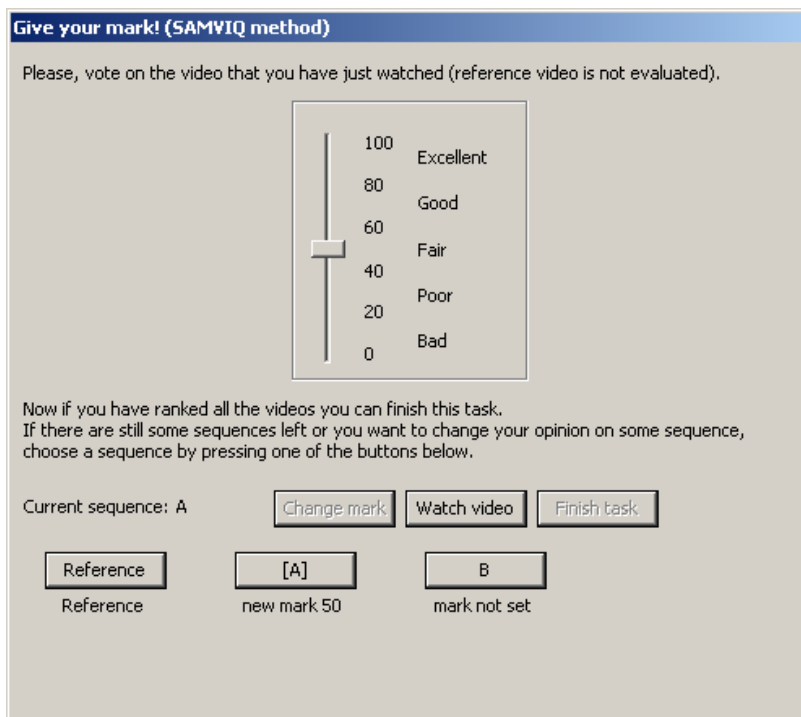 Give your mark! (SAMVIQ method)
Please, vote on the video that you have just watched (reference video is not evaluated).
100
Excellent
80
Good
60
Fair
40
Poor
20
Bad
0
Now if you have ranked all the videos you can finish this task.
If there are still some sequences left or you want to change your opinion on some sequence,
choose a sequence by pressing one of the buttons below.
Current sequence: A Change mark Watch video Finish task
Reference [A] B
Reference new mark 50 mark not set